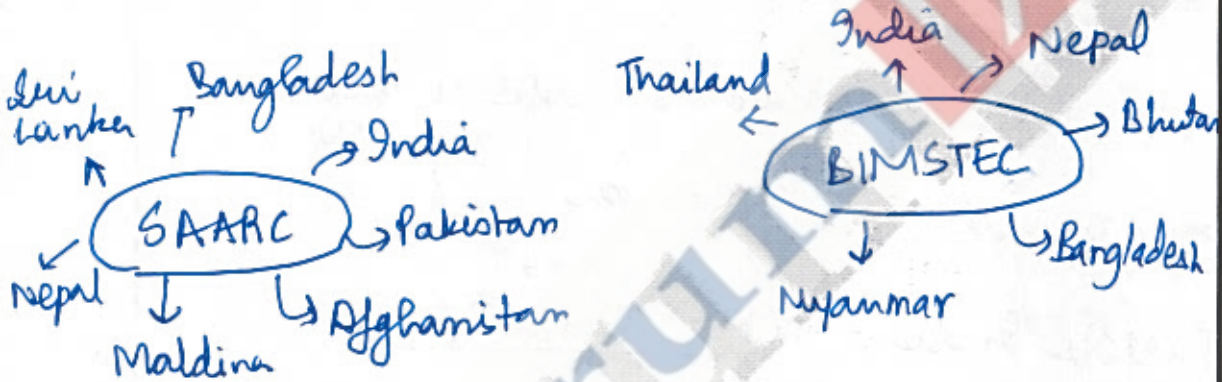 Sri
Lanka
Bangladesh
India
SAARC
Pakistan
Nepal
Maldives
Afghanistan
India
Nepal
Thailand
Bhutan
BIMSTEC
Bangladesh
Myanmar